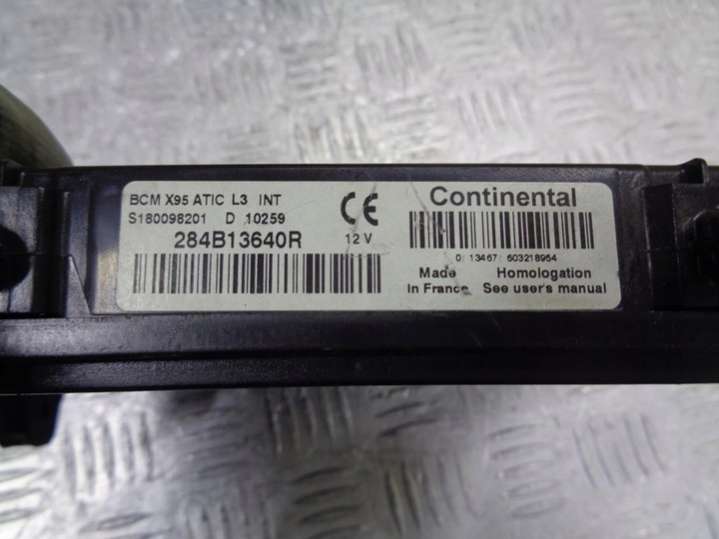 BCM X95 ATIC L3 INT
S180098201 D 10259
284B13640R
CE
12 V
Continental
0 13467 603218954
Made in France
Homologation See user's manual